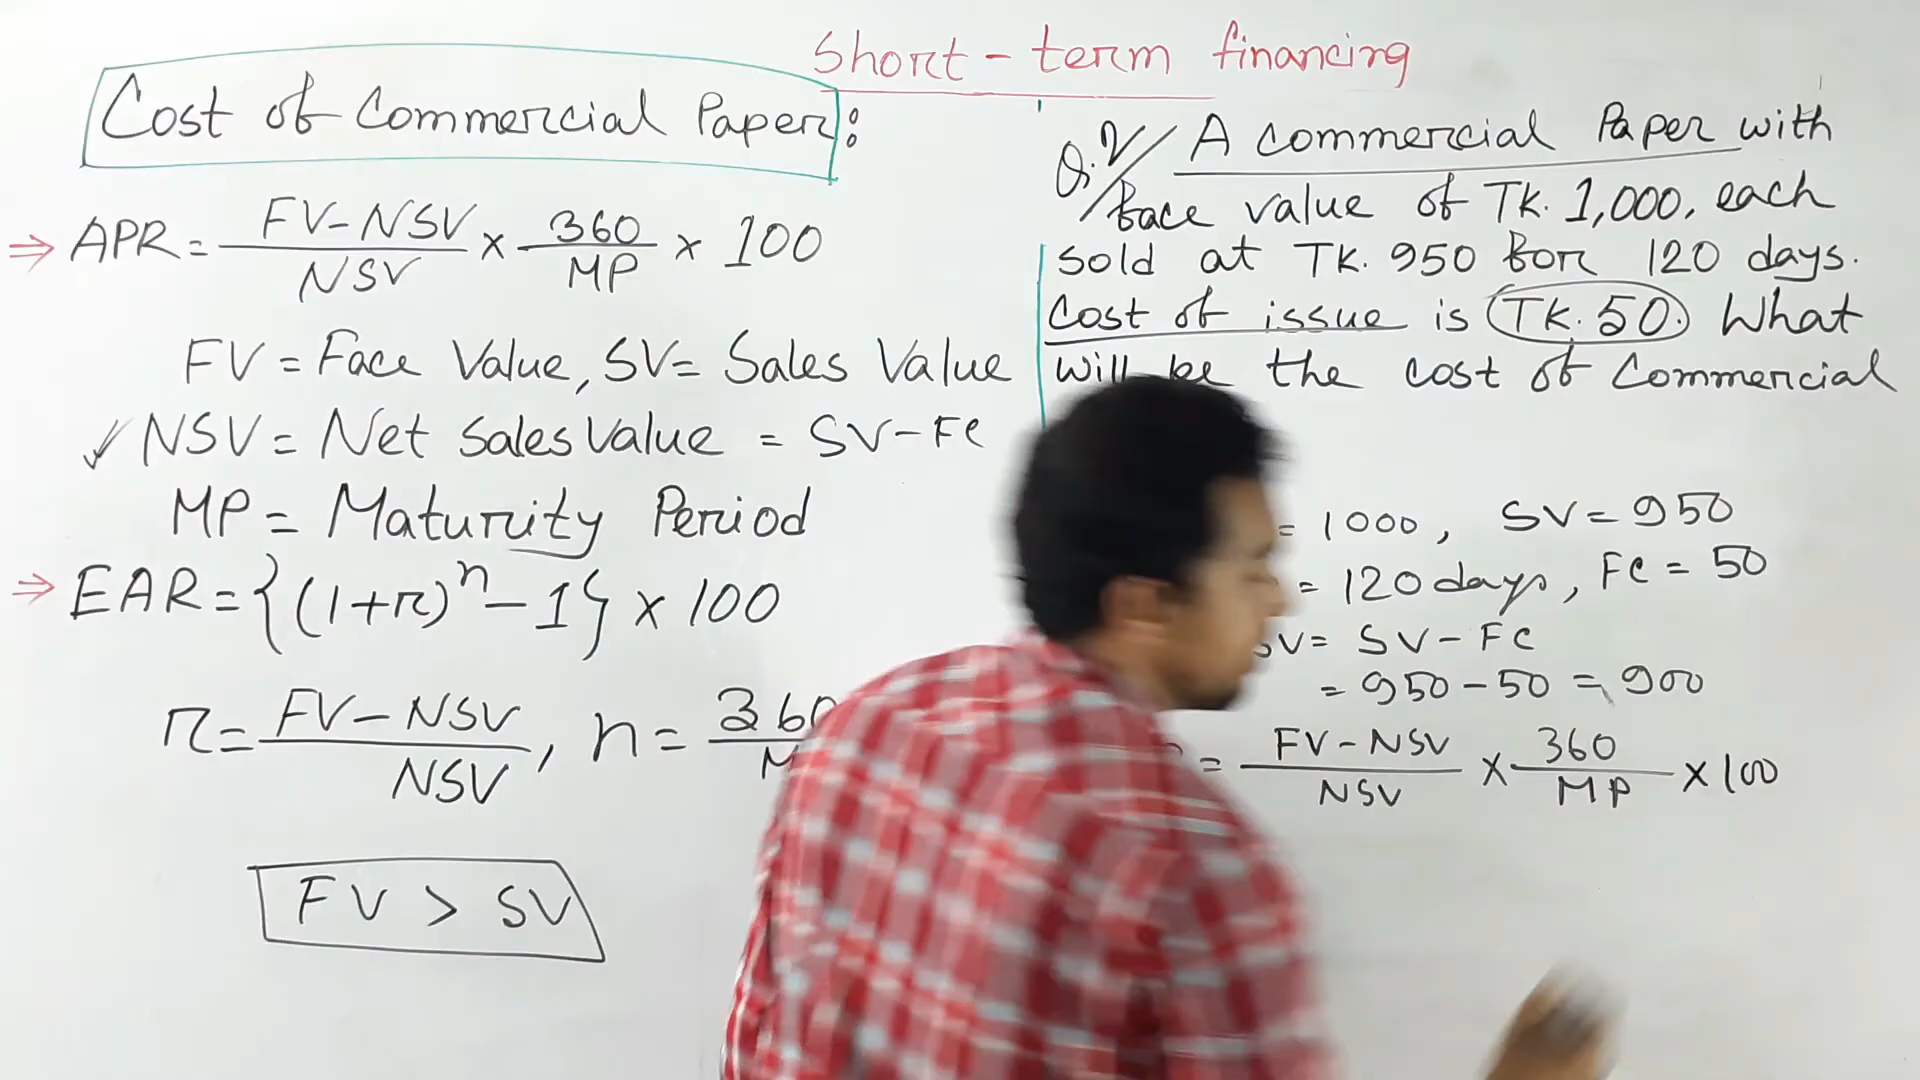 Short-term financing
Cost of Commercial Paper:
APR = FV-NSV / NSV × 360 / MP × 100
FV = Face Value, SV = Sales Value
✓ NSV = Net Sales Value = SV-FC
MP = Maturity Period
⇒ EAR = {(1+r)^n - 1} × 100
r = FV-NSV / NSV, n = 360
FV > SV
Q.V/ A commercial Paper with
face value of TK. 1,000. each
sold at TK. 950 for 120 days.
Cost of issue is TK. 50. What
will be the cost of Commercial
= 1000, SV = 950
= 120 days, FC = 50
SV = SV - FC
= 950 - 50 = 900
= FV - NSV / NSV × 360 / MP × 100